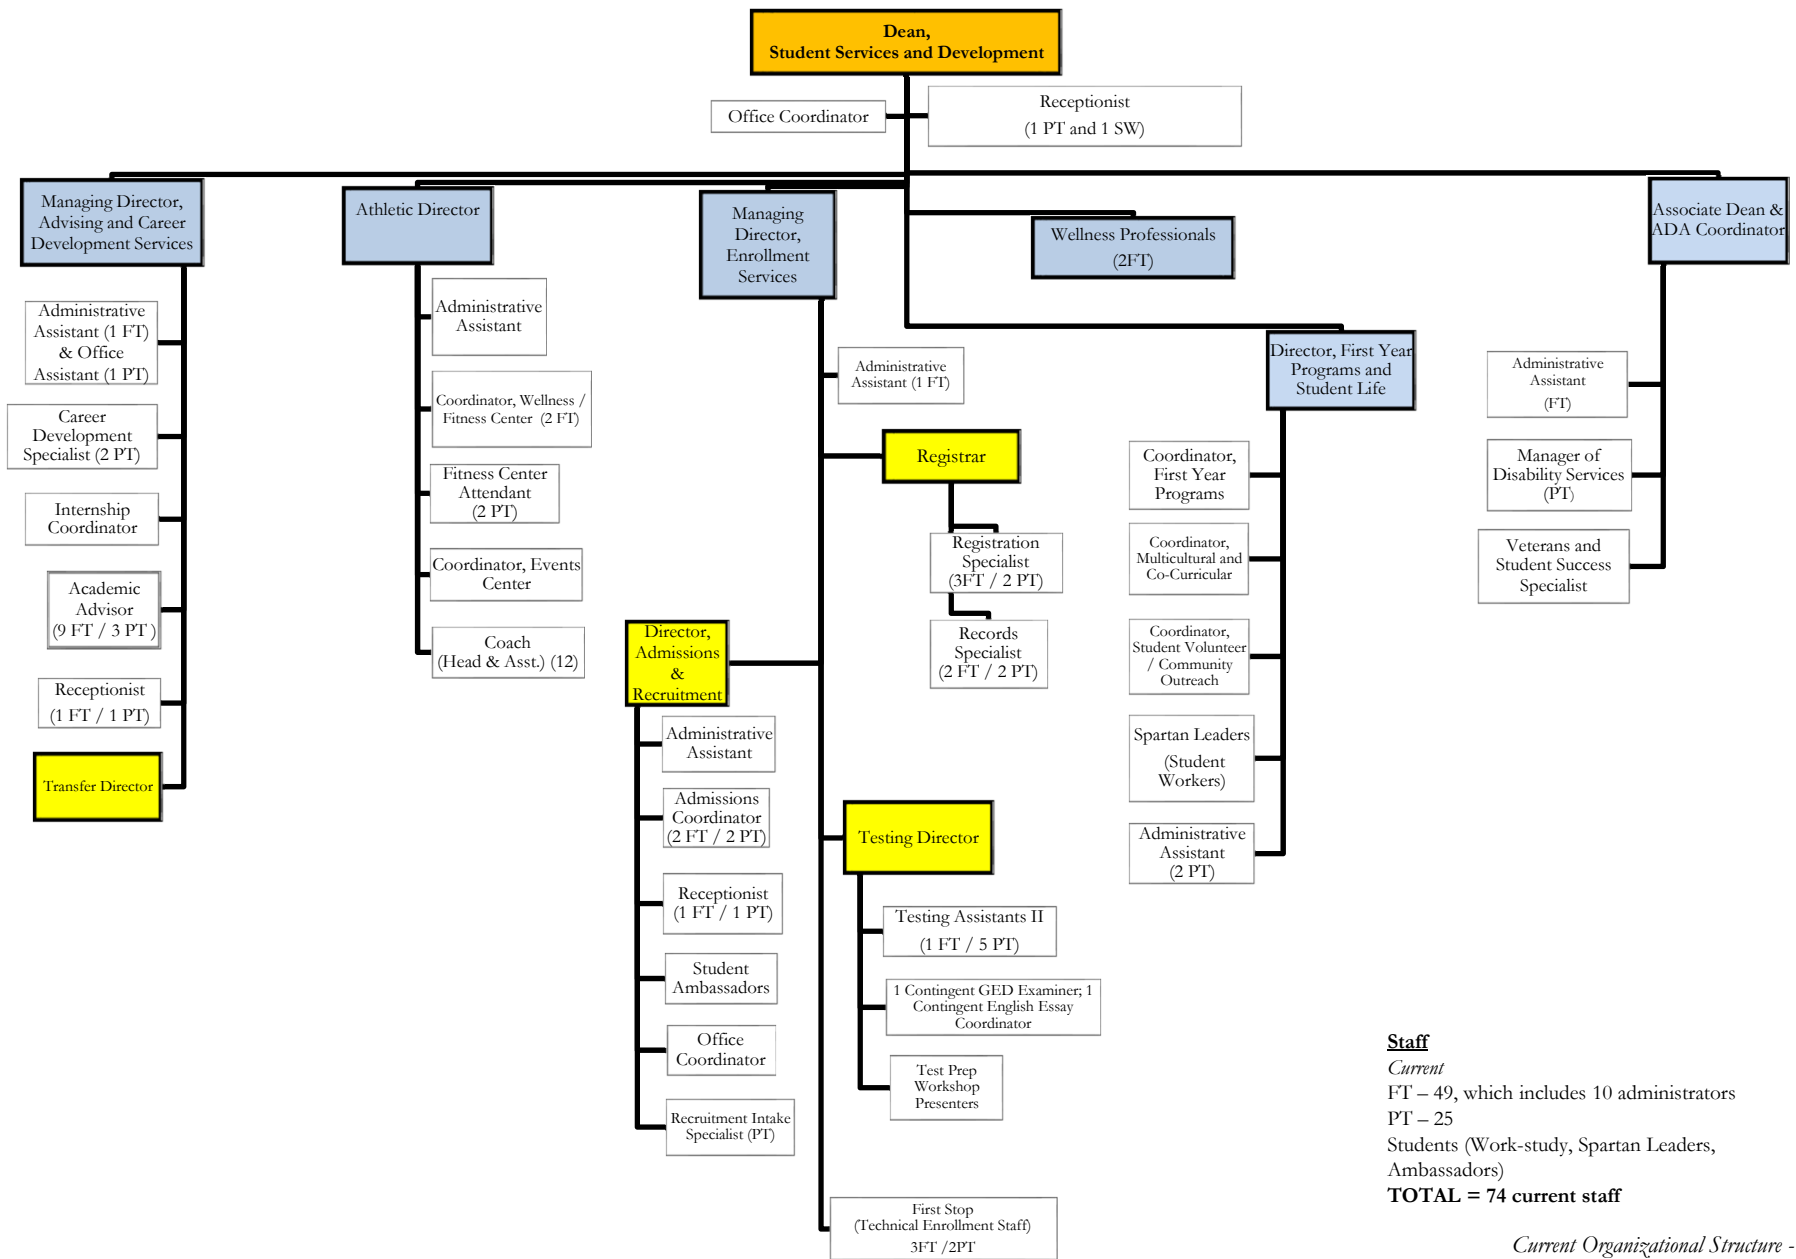 Dean,
Student Services and Development
Office Coordinator
Receptionist
(1 PT and 1 SW)
Managing Director,
Advising and Career
Development Services
Administrative
Assistant (1 FT)
& Office
Assistant (1 PT)
Career
Development
Specialist (2 PT)
Internship
Coordinator
Academic
Advisor
(9 FT / 3 PT )
Receptionist
(1 FT / 1 PT)
Transfer Director
Athletic Director
Administrative
Assistant
Coordinator, Wellness /
Fitness Center (2 FT)
Fitness Center
Attendant
(2 PT)
Coordinator, Events
Center
Coach
(Head & Asst.) (12)
Managing
Director,
Enrollment
Services
Administrative
Assistant (1 FT)
Registrar
Registration
Specialist
(3FT / 2 PT)
Records
Specialist
(2 FT / 2 PT)
Director,
Admissions
&
Recruitment
Administrative
Assistant
Admissions
Coordinator
(2 FT / 2 PT)
Receptionist
(1 FT / 1 PT)
Student
Ambassadors
Office
Coordinator
Recruitment Intake
Specialist (PT)
Testing Director
Testing Assistants II
(1 FT / 5 PT)
1 Contingent GED Examiner; 1
Contingent English Essay
Coordinator
Test Prep
Workshop
Presenters
First Stop
(Technical Enrollment Staff)
3FT /2PT
Wellness Professionals
(2FT)
Director, First Year
Programs and
Student Life
Coordinator,
First Year
Programs
Coordinator,
Multicultural and
Co-Curricular
Coordinator,
Student Volunteer
/ Community
Outreach
Spartan Leaders
(Student
Workers)
Administrative
Assistant
(2 PT)
Associate Dean &
ADA Coordinator
Administrative
Assistant
(FT)
Manager of
Disability Services
(PT)
Veterans and
Student Success
Specialist
Staff
Current
FT – 49, which includes 10 administrators
PT – 25
Students (Work-study, Spartan Leaders,
Ambassadors)
TOTAL = 74 current staff
Current Organizational Structure -